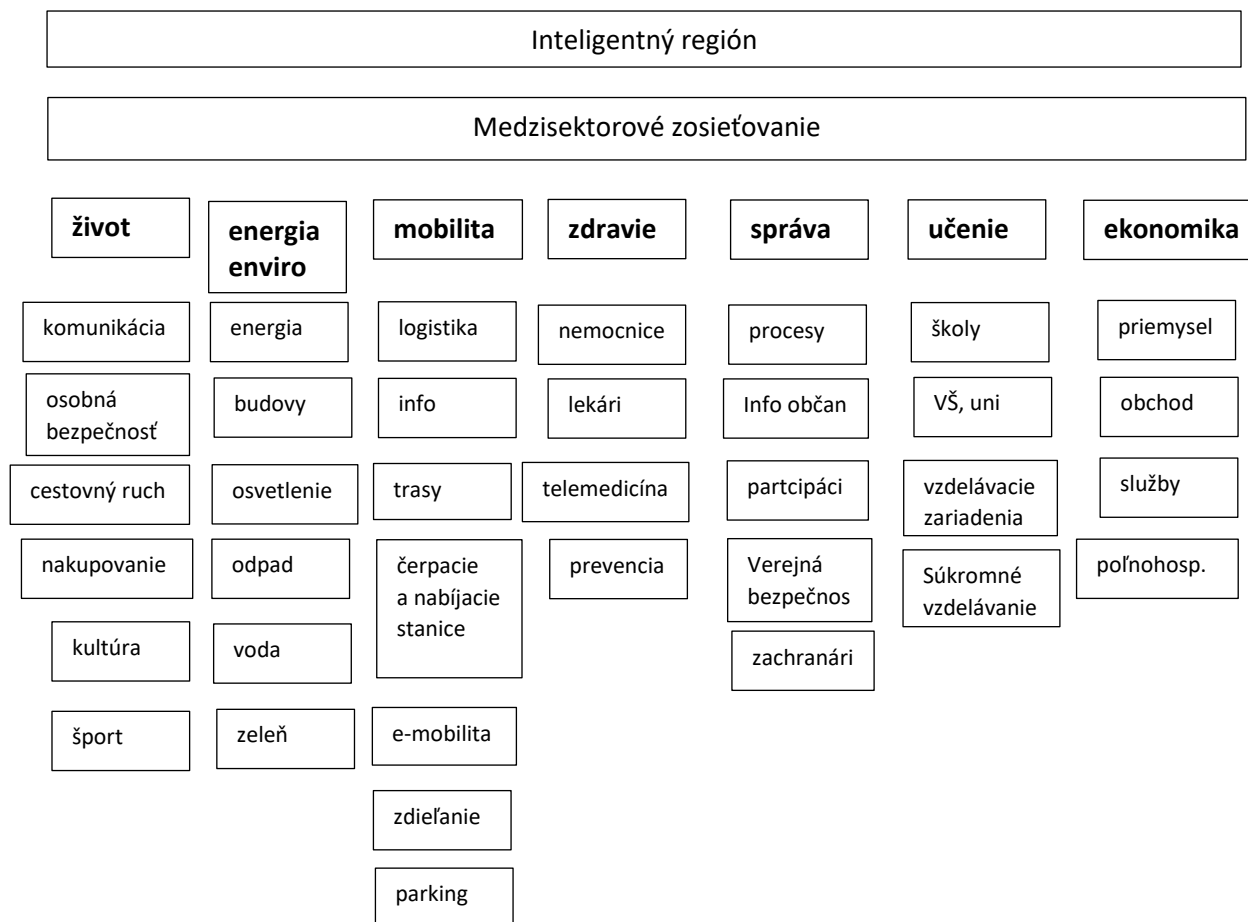 Inteligentný región
Medzisektorové zosieťovanie
život
energia
enviro
mobilita
zdravie
správa
učenie
ekonomika
komunikácia
energia
logistika
nemocnice
procesy
školy
priemysel
osobná
bezpečnosť
budovy
info
lekári
Info občan
VŠ, uni
obchod
cestovný ruch
osvetlenie
trasy
telemedicína
partcipáci
vzdelávacie
zariadenia
služby
nakupovanie
odpad
čerpacie
a nabíjacie
stanice
prevencia
Verejná
bezpečnos
Súkromné
vzdelávanie
poľnohosp.
kultúra
voda
zachranári
šport
zeleň
e-mobilita
zdieľanie
parking